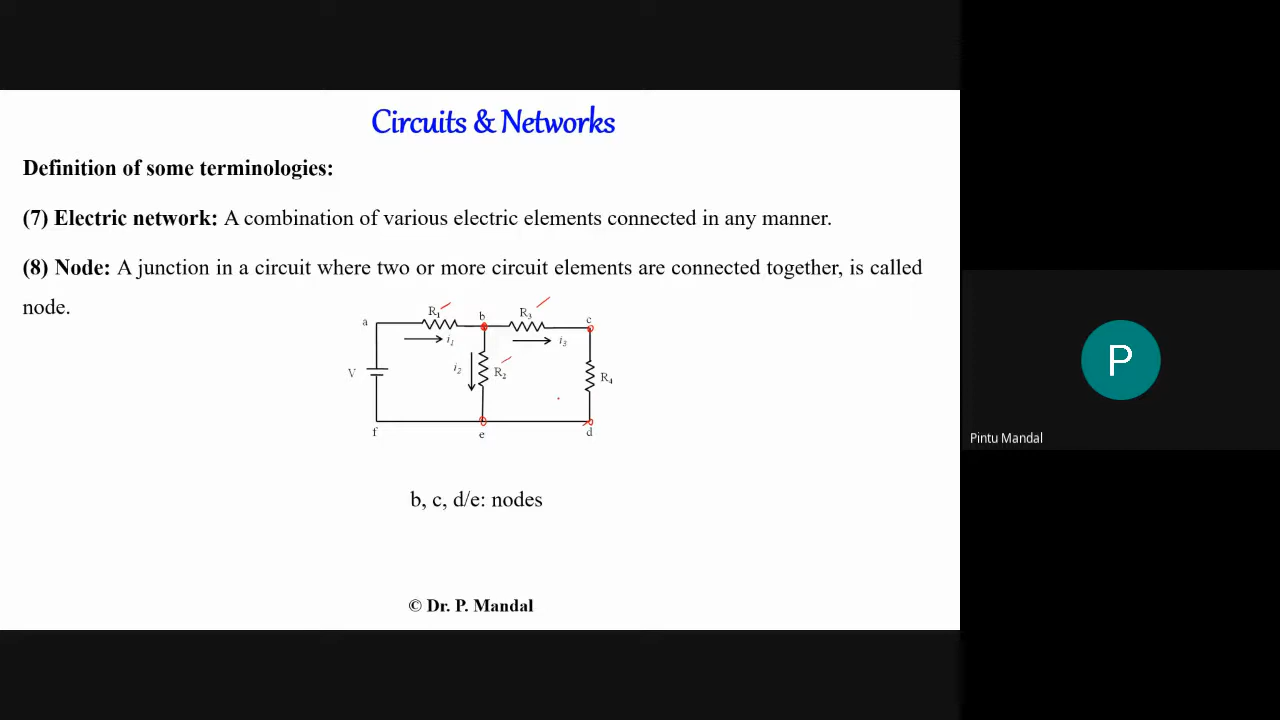 Circuits & Networks
Definition of some terminologies:
(7) Electric network: A combination of various electric elements connected in any manner.
(8) Node: A junction in a circuit where two or more circuit elements are connected together, is called
node.
R1 b R3 c
a
i1 i3
V i2 R2 R4
f e d
b, c, d/e: nodes
© Dr. P. Mandal
P
Pintu Mandal